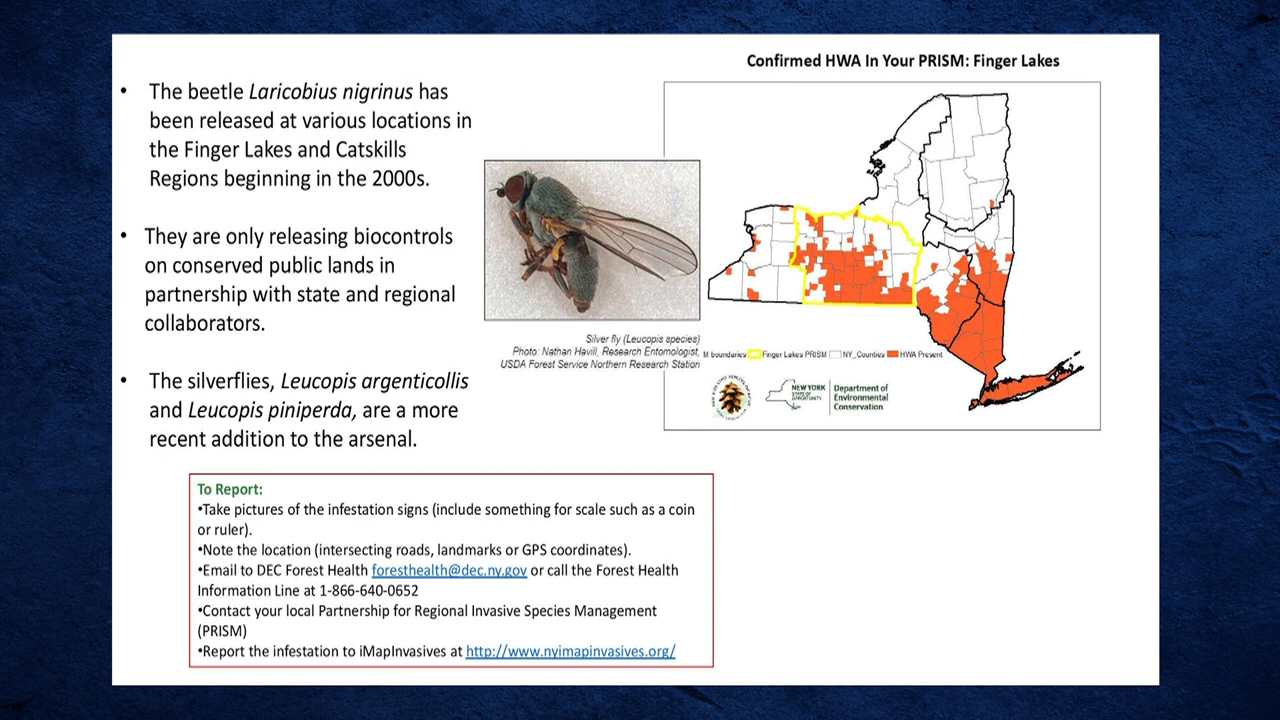 Confirmed HWA In Your PRISM: Finger Lakes
• The beetle Laricobius nigrinus has
been released at various locations in
the Finger Lakes and Catskills
Regions beginning in the 2000s.
• They are only releasing biocontrols
on conserved public lands in
partnership with state and regional
collaborators.
• The silverflies, Leucopis argenticollis
and Leucopis piniperda, are a more
recent addition to the arsenal.
Silver fly (Leucopis species)
Photo: Nathan Havill, Research Entomologist,
USDA Forest Service Northern Research Station
M boundaries Finger Lakes PRISM NY_Counties HWA Present
NEW YORK
STATE OF
OPPORTUNITY
Department of
Environmental
Conservation
To Report:
•Take pictures of the infestation signs (include something for scale such as a coin
or ruler).
•Note the location (intersecting roads, landmarks or GPS coordinates).
•Email to DEC Forest Health foresthealth@dec.ny.gov or call the Forest Health
Information Line at 1-866-640-0652
•Contact your local Partnership for Regional Invasive Species Management
(PRISM)
•Report the infestation to iMapInvasives at http://www.nyimapinvasives.org/